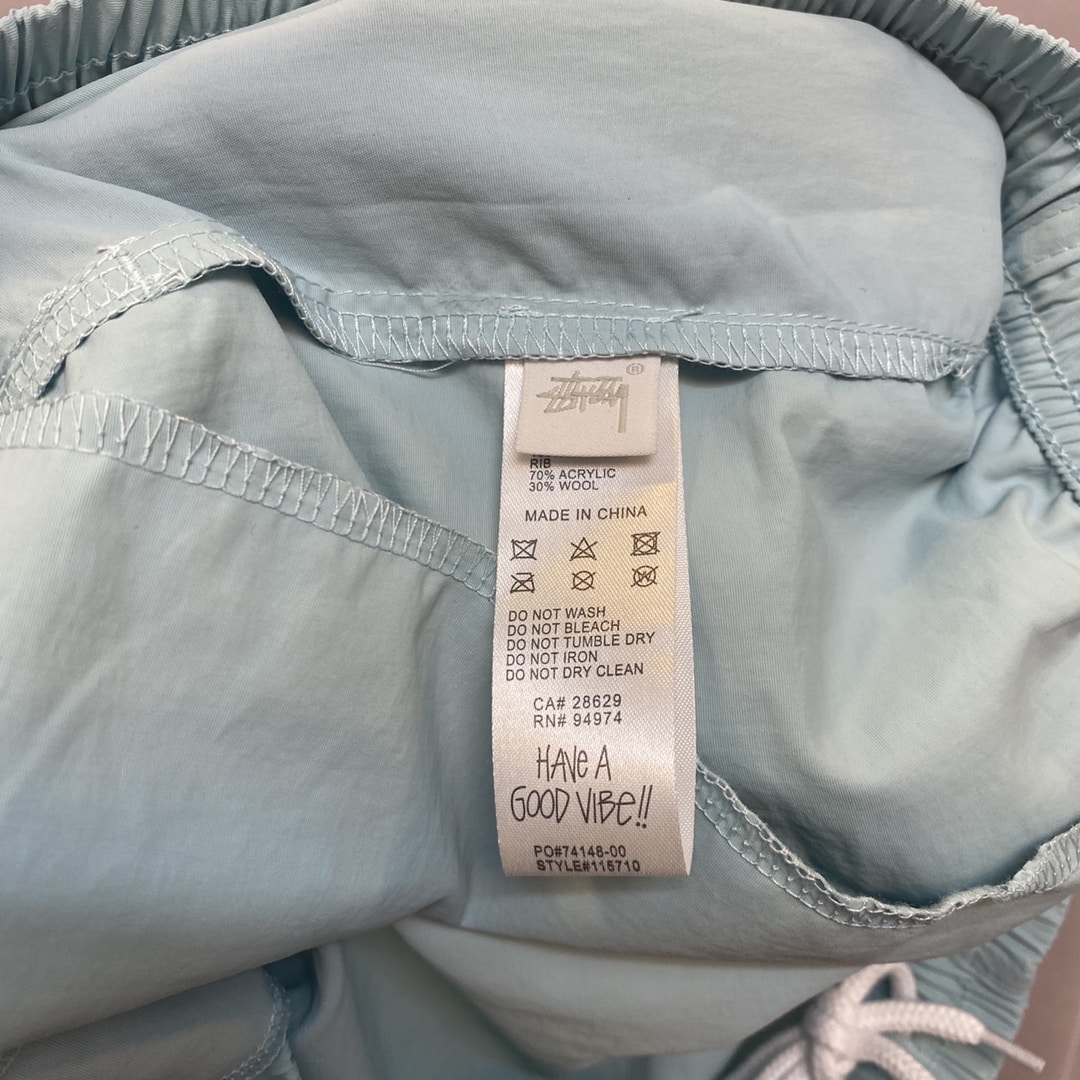 Stüssy ®
RIB
70% ACRYLIC
30% WOOL
MADE IN CHINA
W
DO NOT WASH
DO NOT BLEACH
DO NOT TUMBLE DRY
DO NOT IRON
DO NOT DRY CLEAN
CA# 28629
RN# 94974
HAVe A
GOOD VIBe!!
PO#74148-00
STYLE#115710